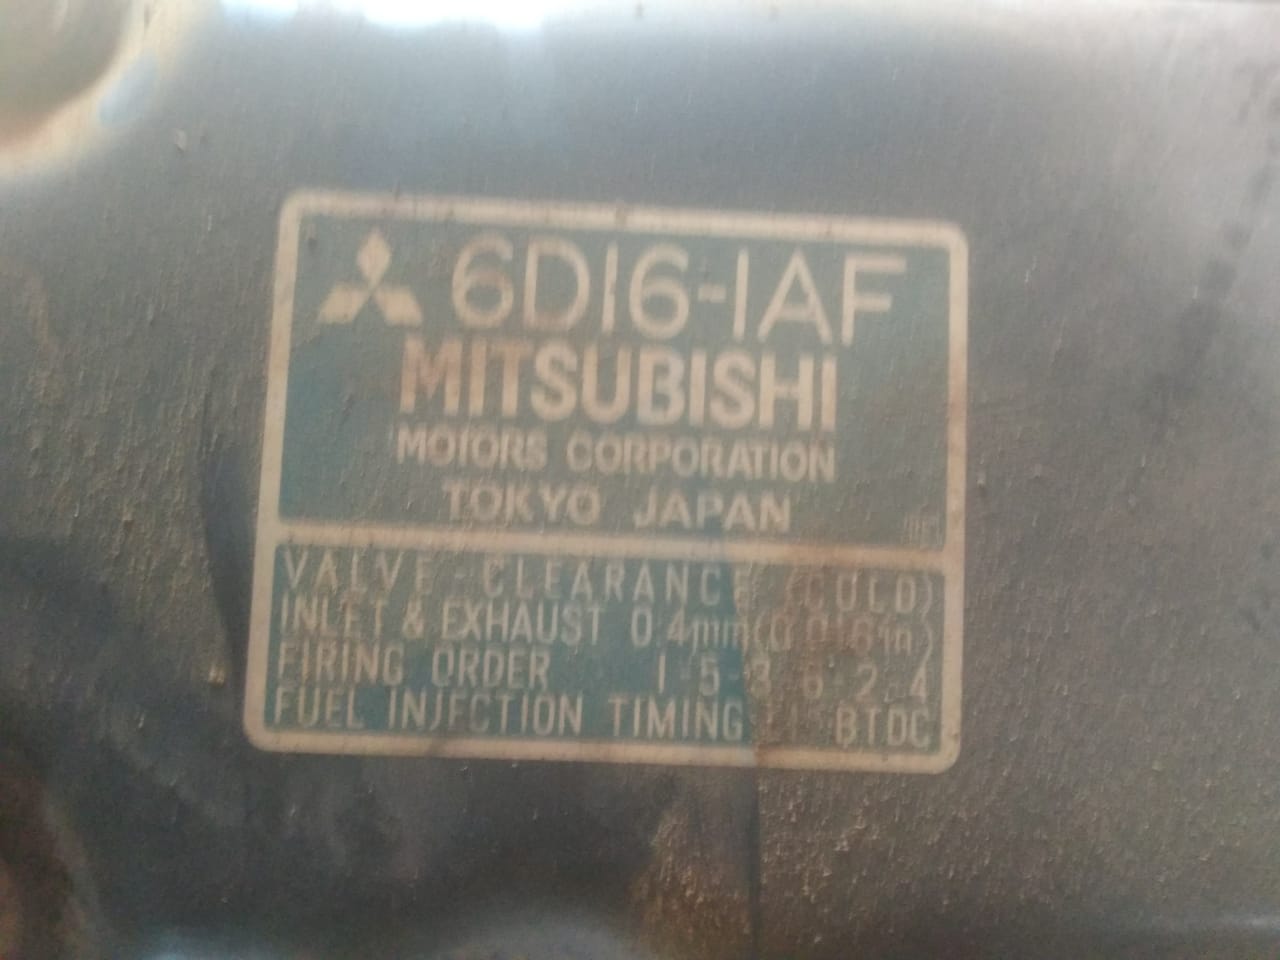 6D16-1AF
MITSUBISHI
MOTORS CORPORATION
TOKYO JAPAN
VALVE CLEARANCE (COLD)
INLET & EXHAUST 0.4mm(0.016in)
FIRING ORDER 1-5-3-6-2-4
FUEL INJECTION TIMING BTDC